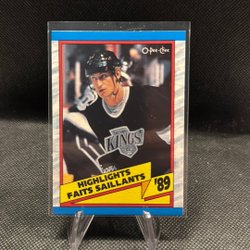 O-Pee-Chee
KINGS
HIGHLIGHTS
FAITS SAILLANTS
'89